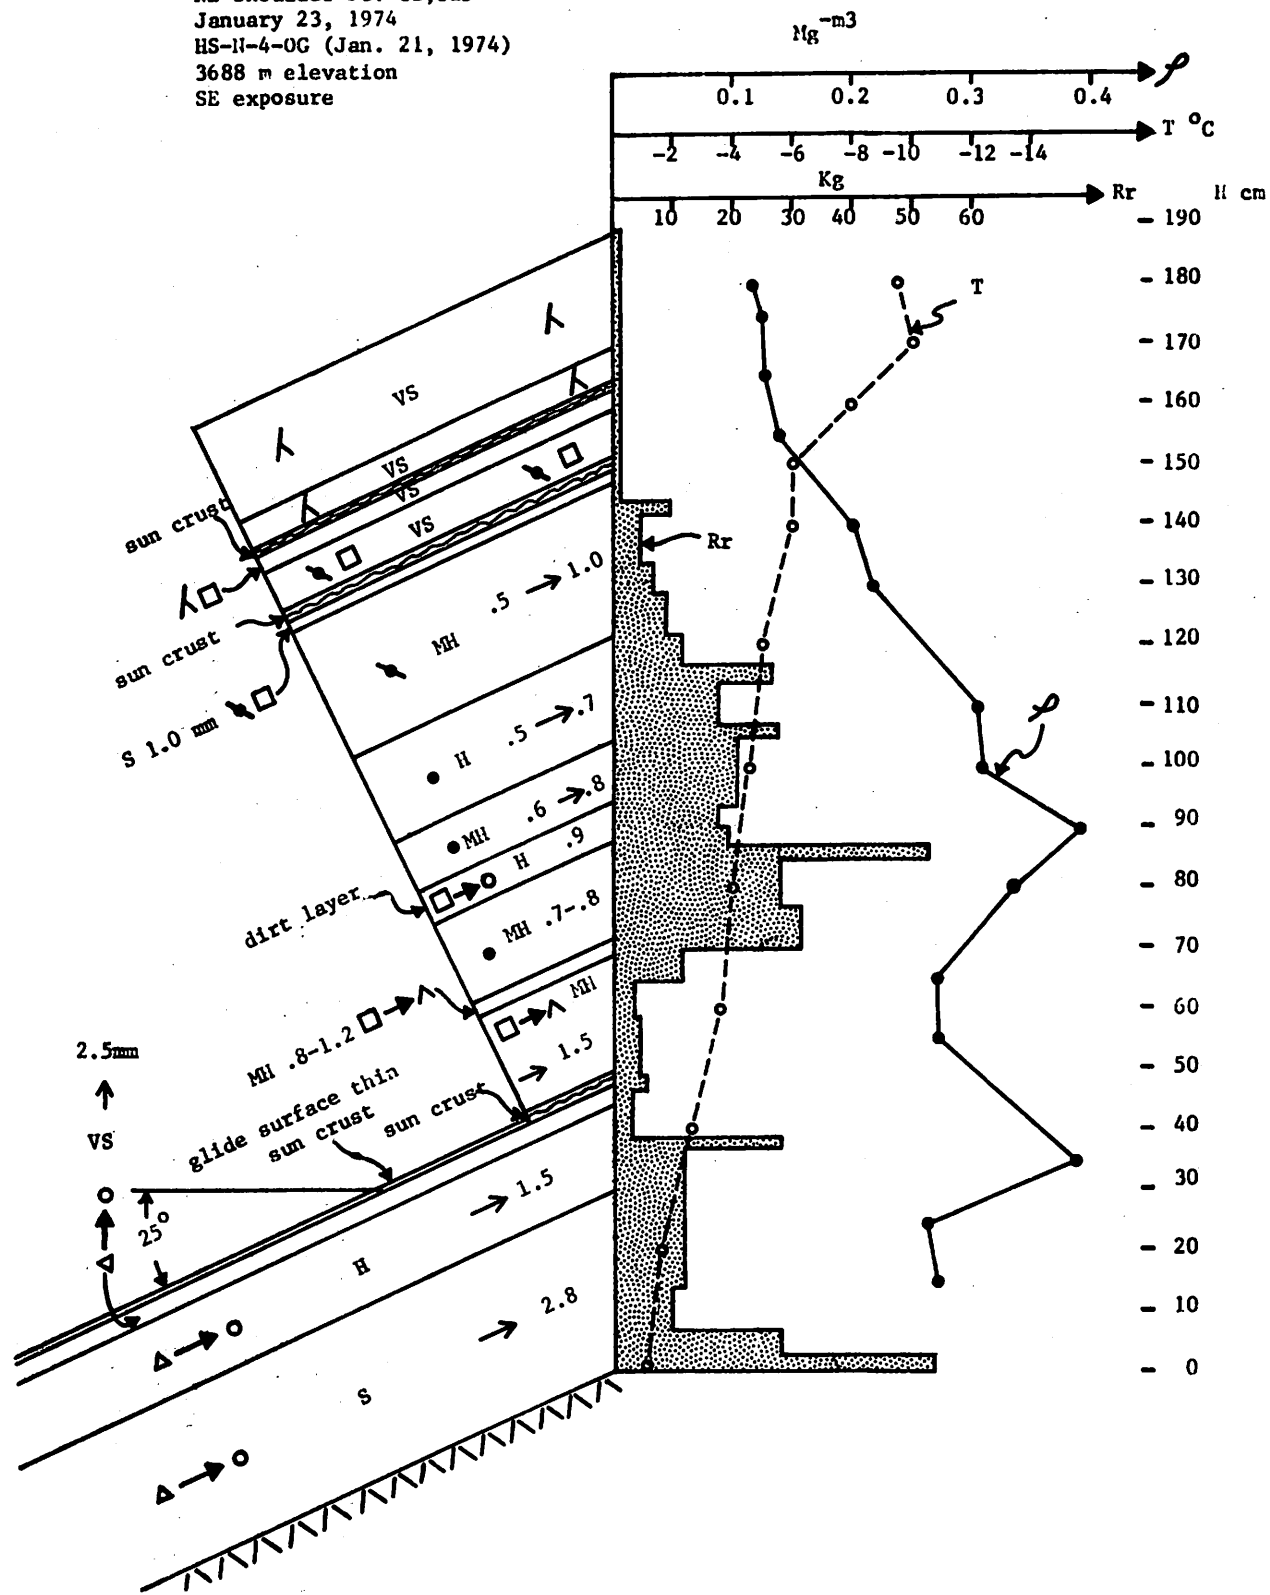 January 23, 1974
HS-N-4-OG (Jan. 21, 1974)
3688 m elevation
SE exposure
Mg⁻m3
ρ
0.1 0.2 0.3 0.4
T °C
-2 -4 -6 -8 -10 -12 -14
Kg
Rr H cm
10 20 30 40 50 60
190
180
170
160
150
140
130
120
110
100
90
80
70
60
50
40
30
20
10
0
T
Rr
ρ
VS
VS
VS
VS
sun crust
sun crust
S 1.0 mm
MH .5 → 1.0
H .5 → .7
MH .6 → .8
H .9
dirt layer
MH .7-.8
MH
1.5
MH .8-1.2
glide surface thin
sun crust
sun crust
2.5mm
VS
25°
1.5
H
2.8
S